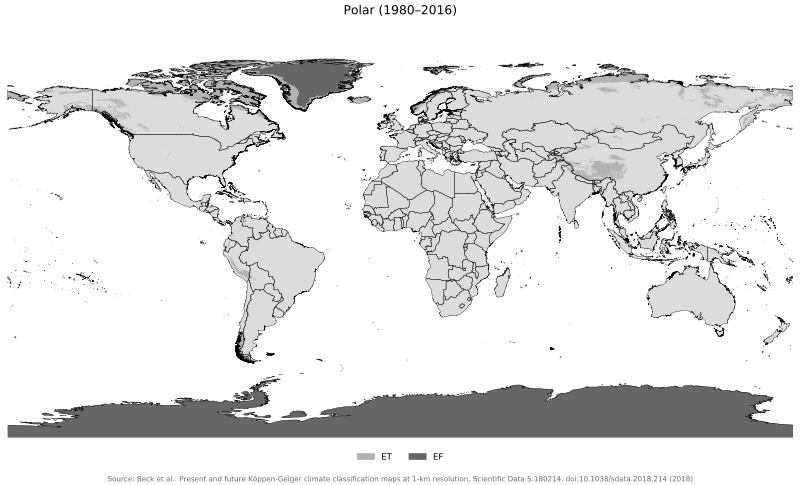 Polar (1980–2016)
ET EF
Source: Beck et al.: Present and future Köppen-Geiger climate classification maps at 1-km resolution, Scientific Data 5:180214, doi:10.1038/sdata.2018.214 (2018)